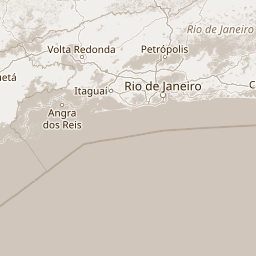 Rio de Janeiro
Volta Redonda
Petrópolis
etá
Itaguaí
Rio de Janeiro
C
Angra
dos Reis